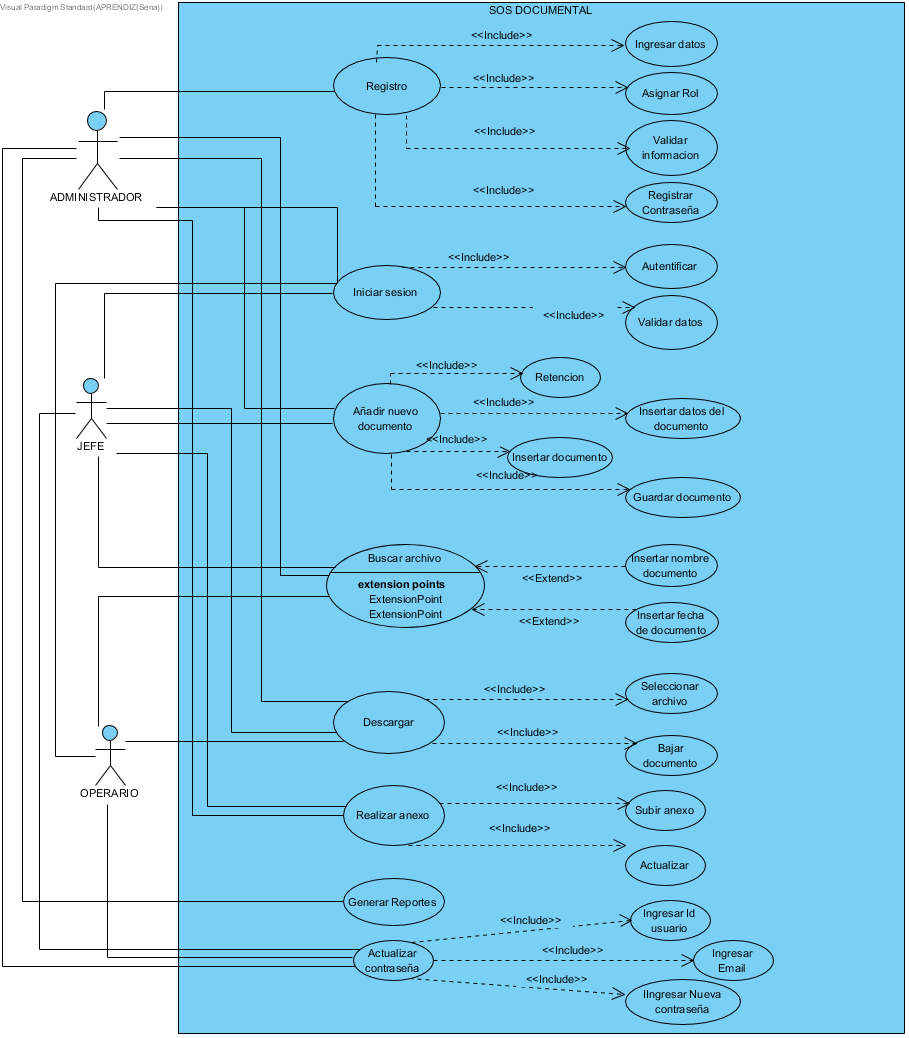 Visual Paradigm Standard(APRENDIZ(Sena))
SOS DOCUMENTAL
<<Include>>
Ingresar datos
Registro
<<Include>>
Asignar Rol
<<Include>>
Validar
informacion
<<Include>>
Registrar
Contraseña
ADMINISTRADOR
<<Include>>
Autentificar
Iniciar sesion
<<Include>>
Validar datos
<<Include>>
Retencion
<<Include>>
Insertar datos del
documento
Añadir nuevo
documento
<<Include>>
Insertar documento
<<Include>>
Guardar documento
JEFE
Buscar archivo
extension points
ExtensionPoint
ExtensionPoint
Insertar nombre
documento
<<Extend>>
Insertar fecha
de documento
<<Extend>>
<<Include>>
Seleccionar
archivo
Descargar
<<Include>>
Bajar
documento
OPERARIO
<<Include>>
Subir anexo
Realizar anexo
<<Include>>
Actualizar
Generar Reportes
<<Include>>
Ingresar Id
usuario
Actualizar
contraseña
<<Include>>
Ingresar
Email
<<Include>>
IIngresar Nueva
contraseña